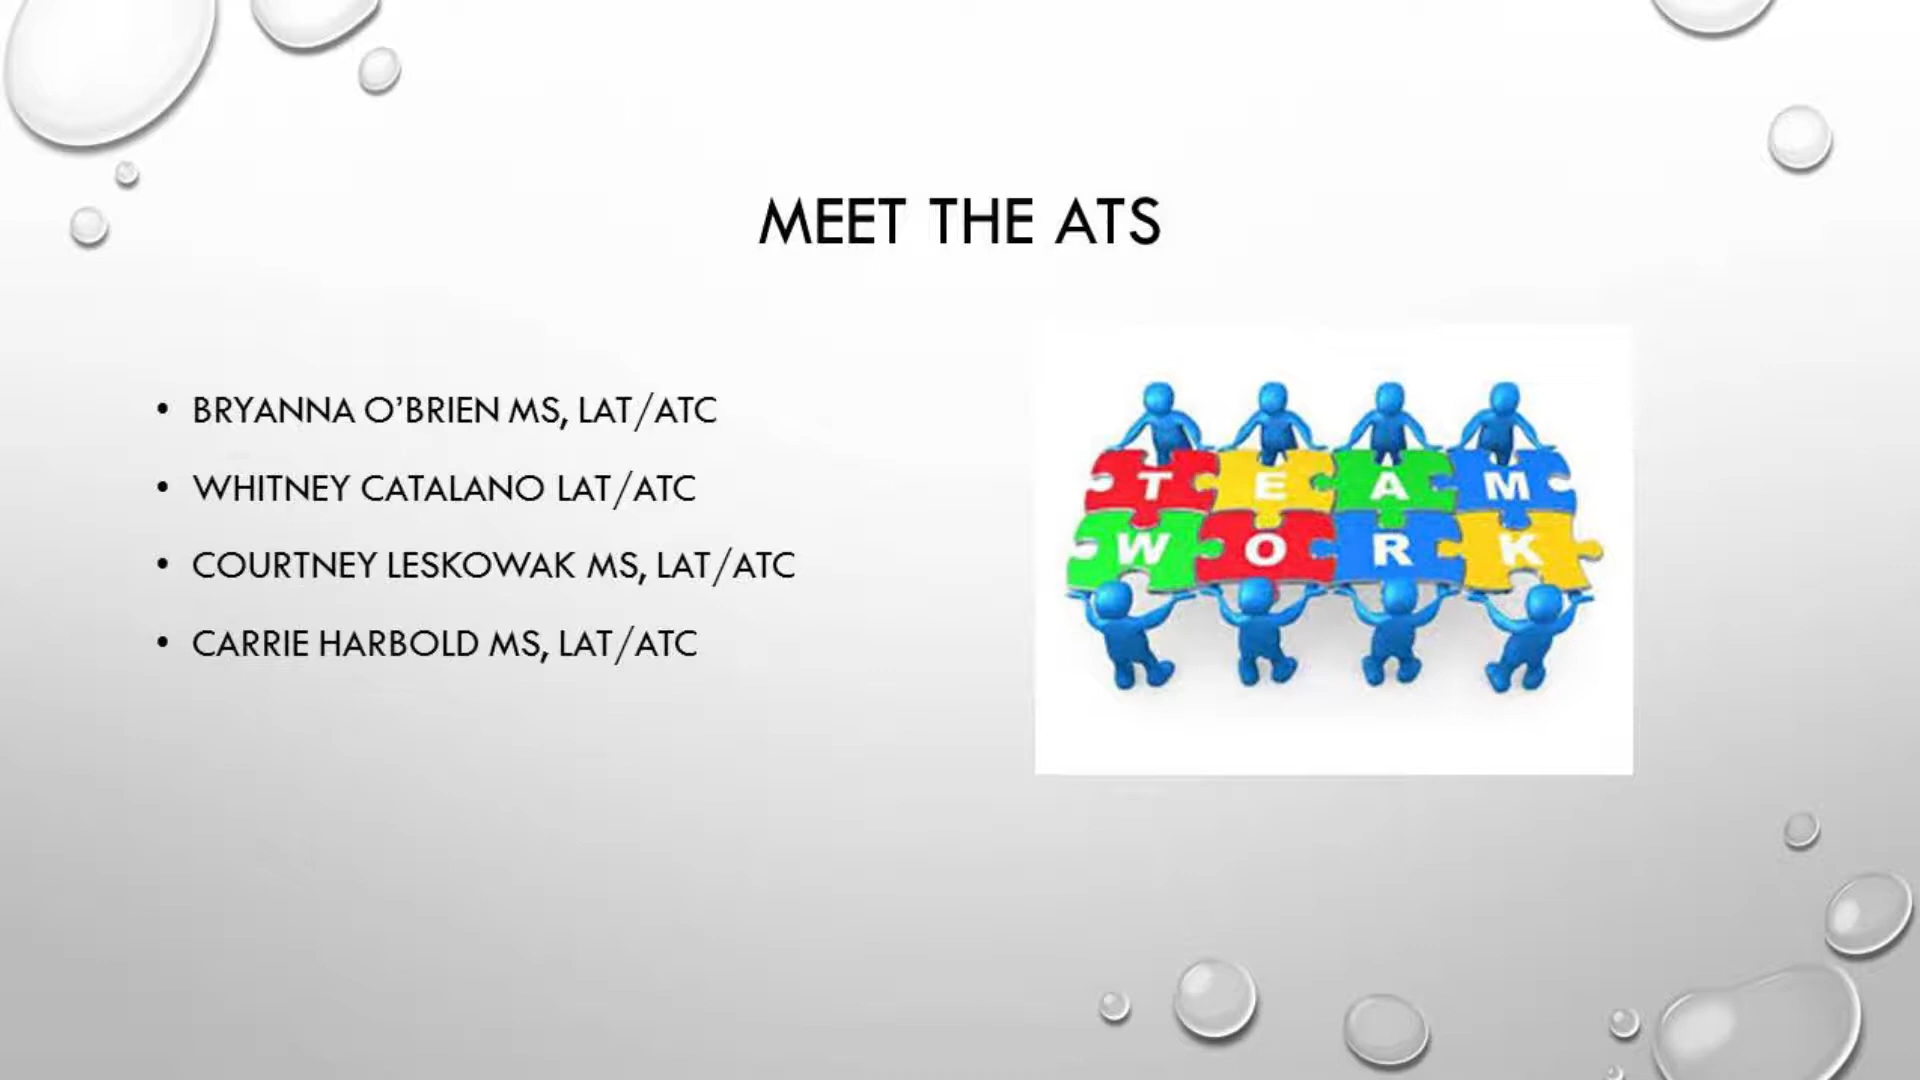 MEET THE ATS
• BRYANNA O’BRIEN MS, LAT/ATC
• WHITNEY CATALANO LAT/ATC
• COURTNEY LESKOWAK MS, LAT/ATC
• CARRIE HARBOLD MS, LAT/ATC
TEAM
WORK